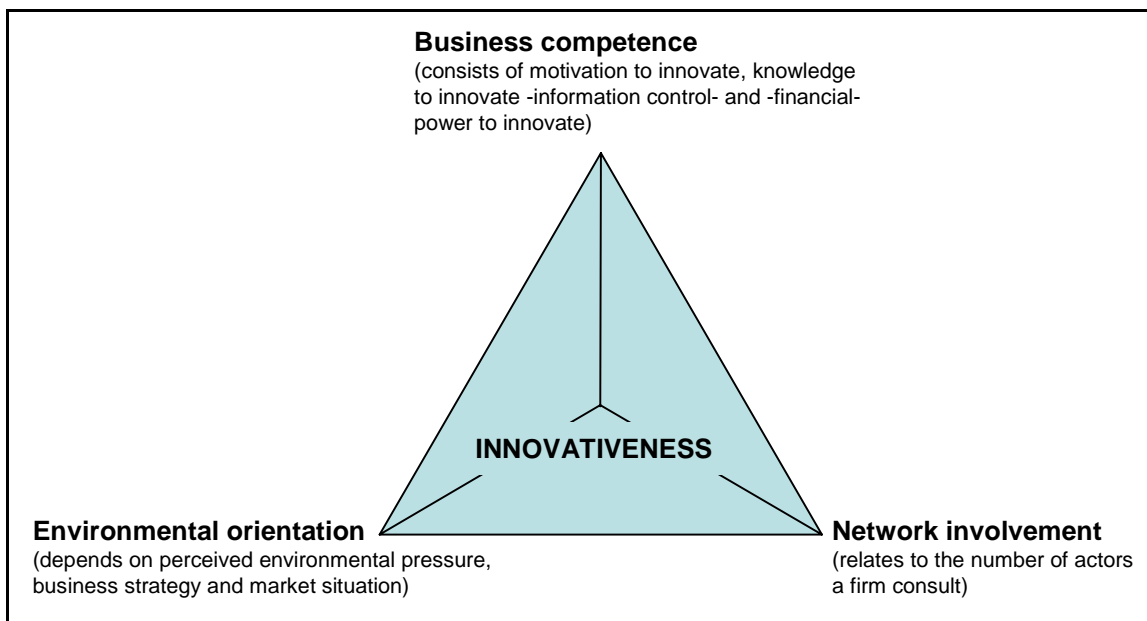 Business competence
(consists of motivation to innovate, knowledge
to innovate -information control- and -financial-
power to innovate)
INNOVATIVENESS
Environmental orientation
(depends on perceived environmental pressure,
business strategy and market situation)
Network involvement
(relates to the number of actors
a firm consult)